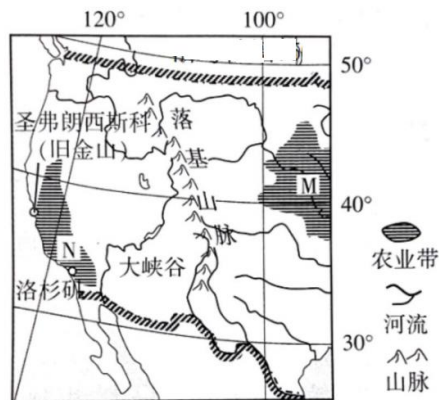 120° 100°
50°
圣弗朗西斯科
（旧金山）
落
基
山
脉
M
40°
N
大峡谷
洛杉矶
30°
农业带
河流
山脉